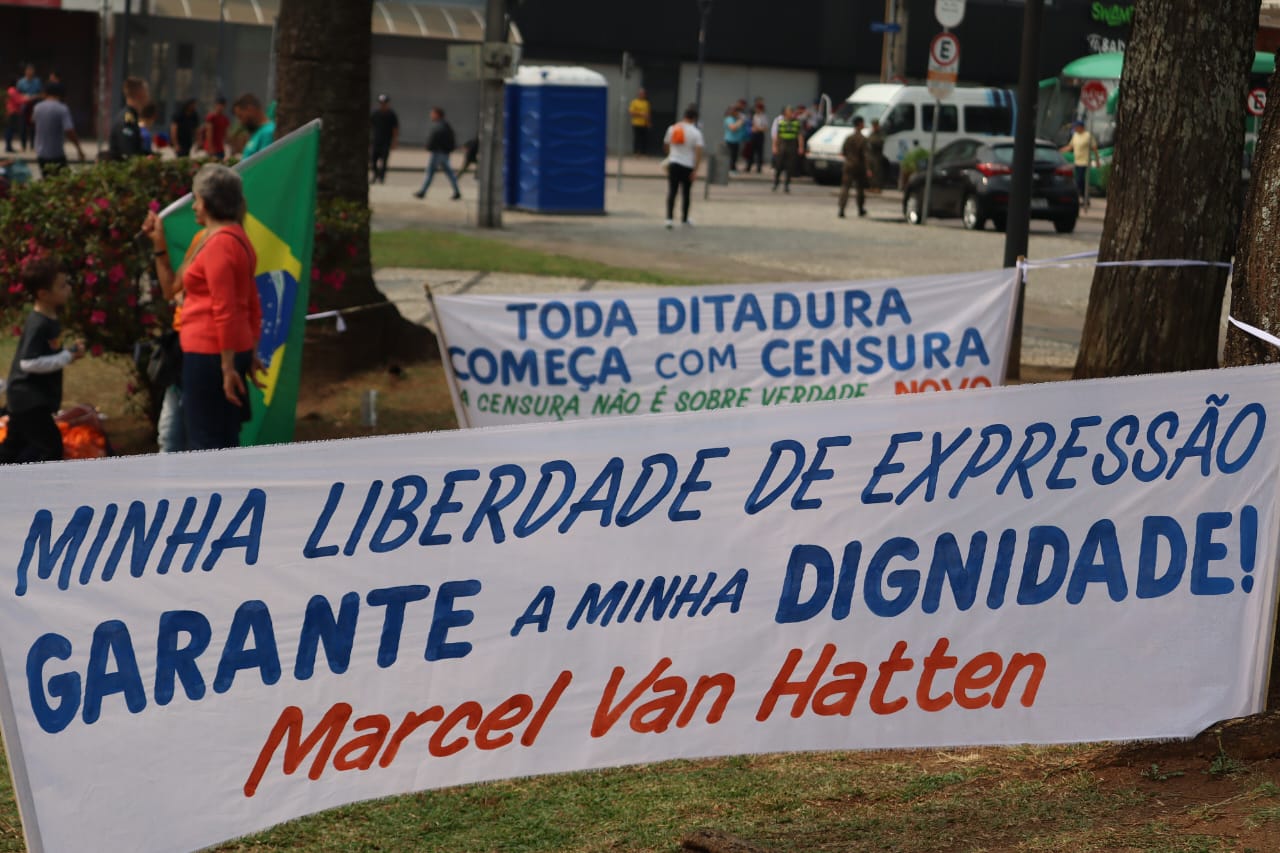 TODA DITADURA
COMEÇA COM CENSURA
A CENSURA NÃO É SOBRE VERDADE NOVO
MINHA LIBERDADE DE EXPRESSÃO
GARANTE A MINHA DIGNIDADE!
Marcel Van Hatten
E